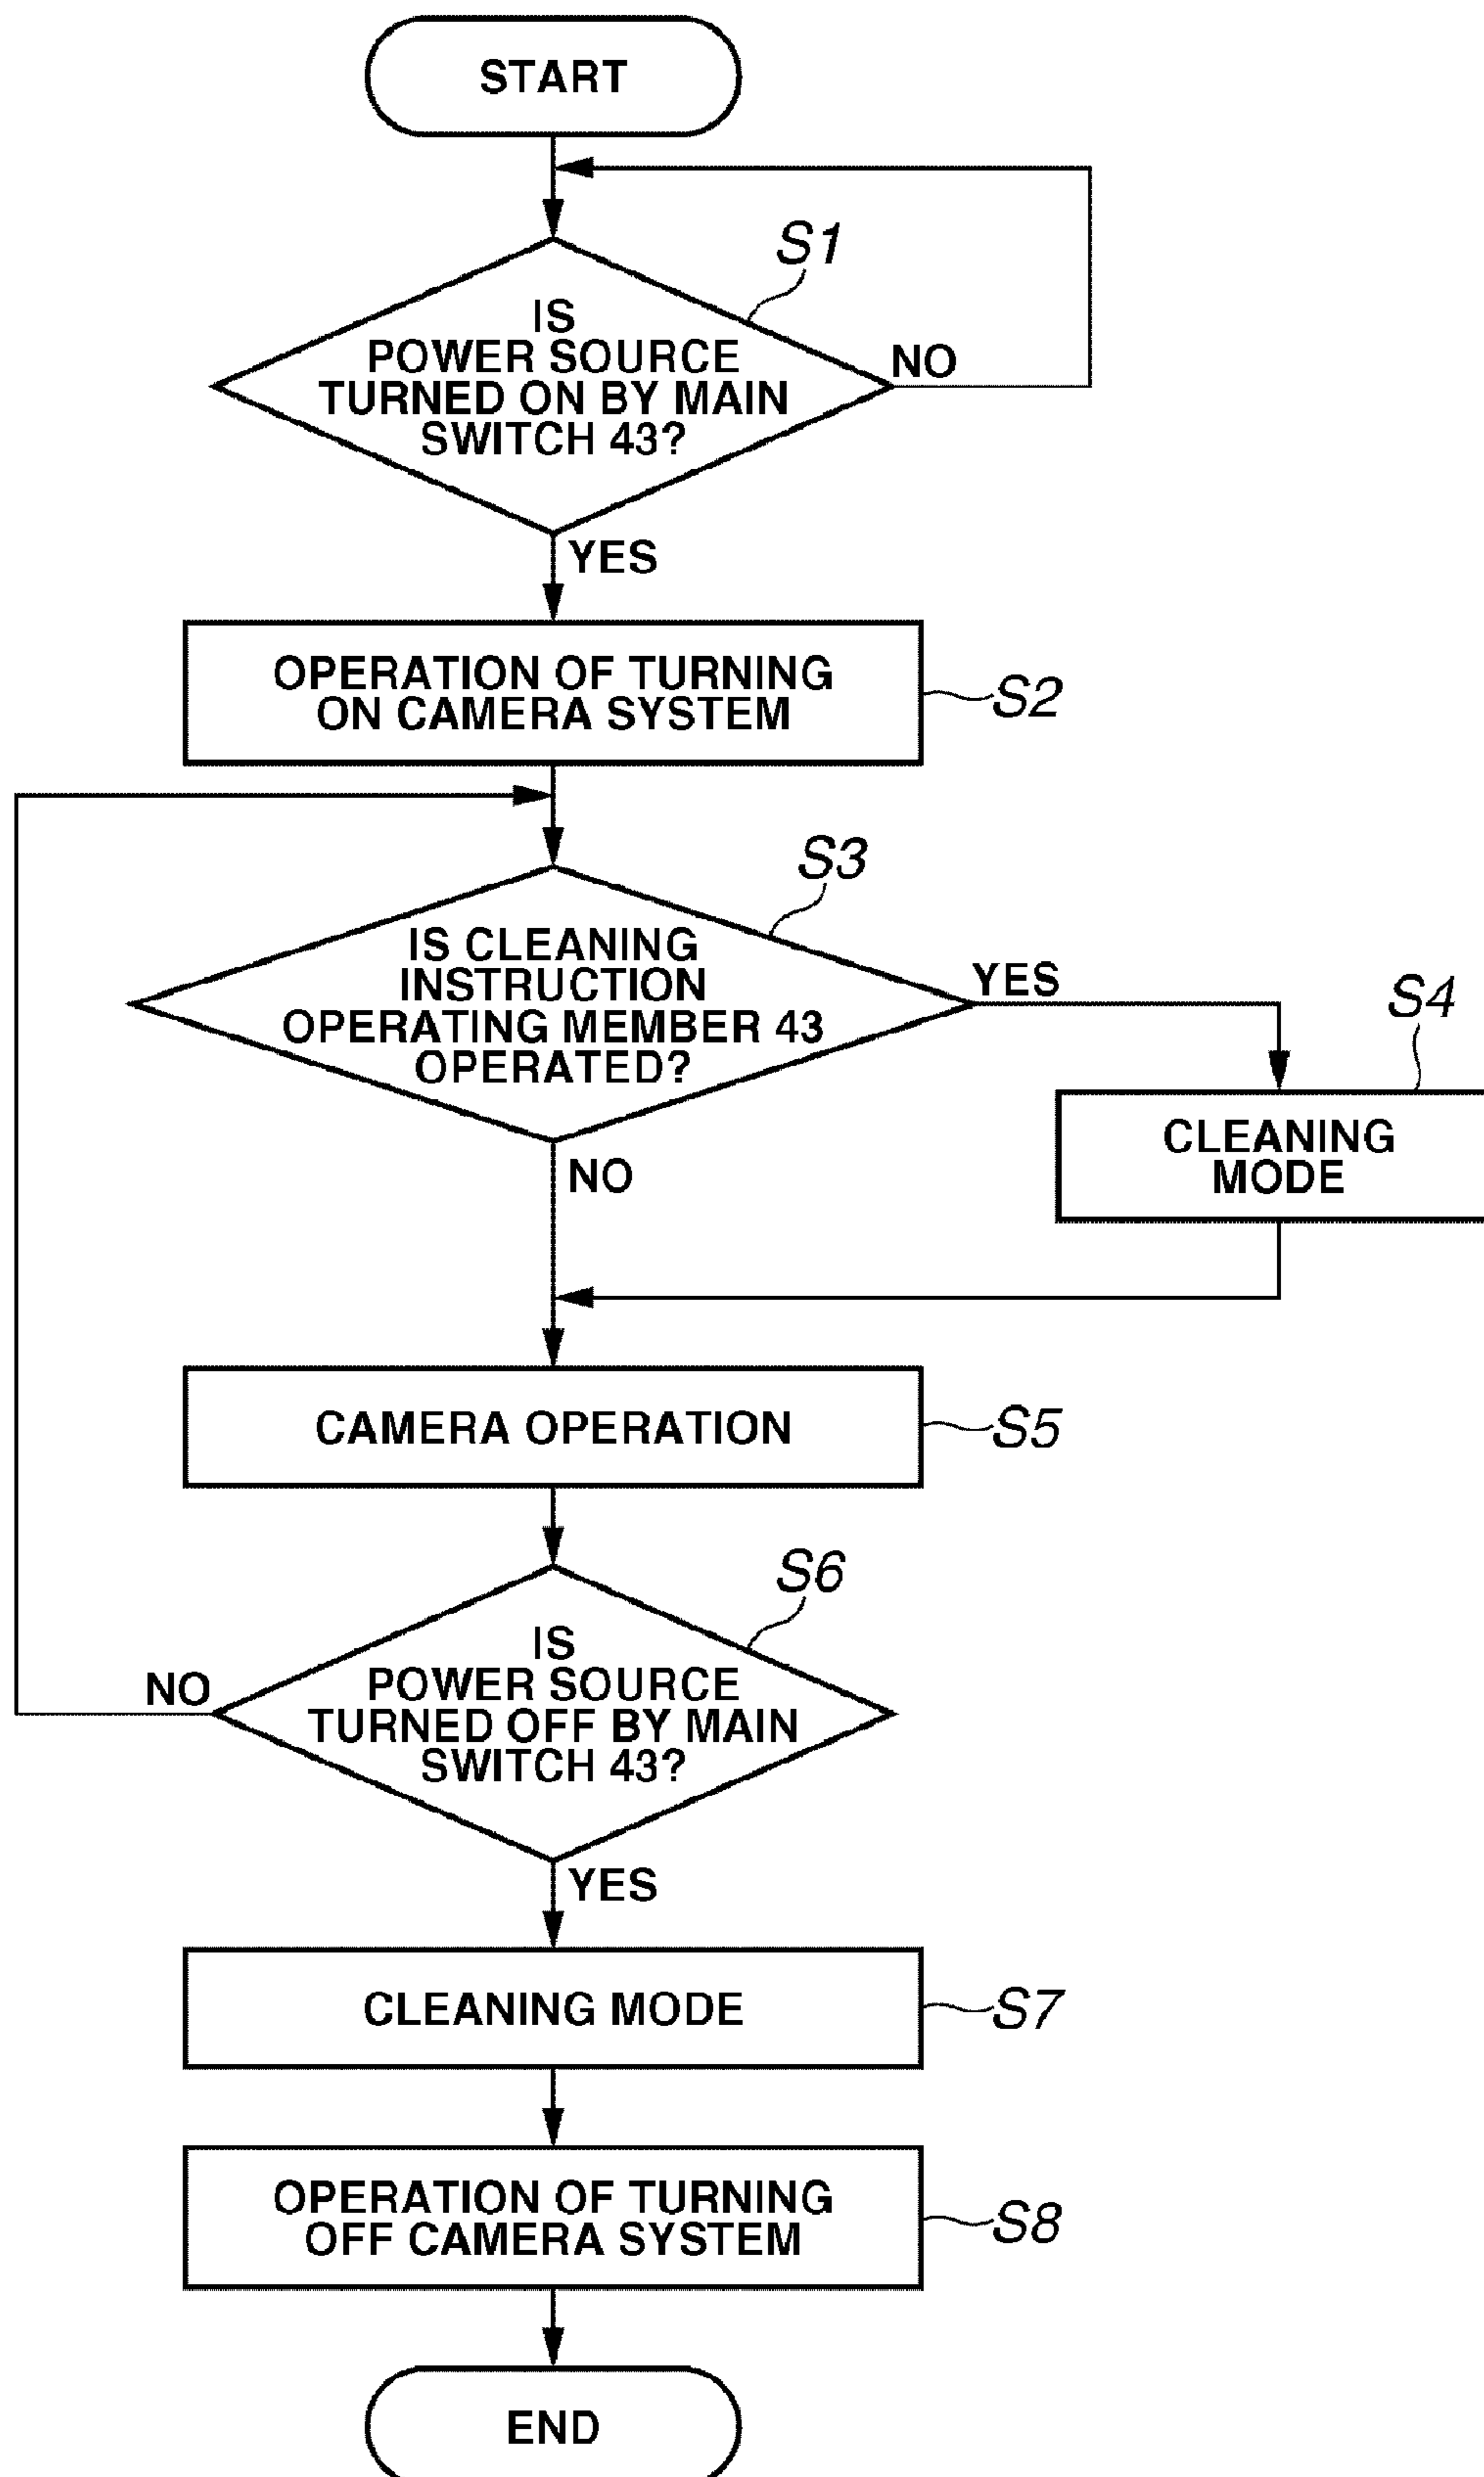 START
S1
IS
POWER SOURCE
TURNED ON BY MAIN
SWITCH 43?
NO
YES
OPERATION OF TURNING
ON CAMERA SYSTEM
S2
S3
IS CLEANING
INSTRUCTION
OPERATING MEMBER 43
OPERATED?
YES
S4
CLEANING
MODE
NO
CAMERA OPERATION
S5
S6
IS
POWER SOURCE
TURNED OFF BY MAIN
SWITCH 43?
NO
YES
CLEANING MODE
S7
OPERATION OF TURNING
OFF CAMERA SYSTEM
S8
END